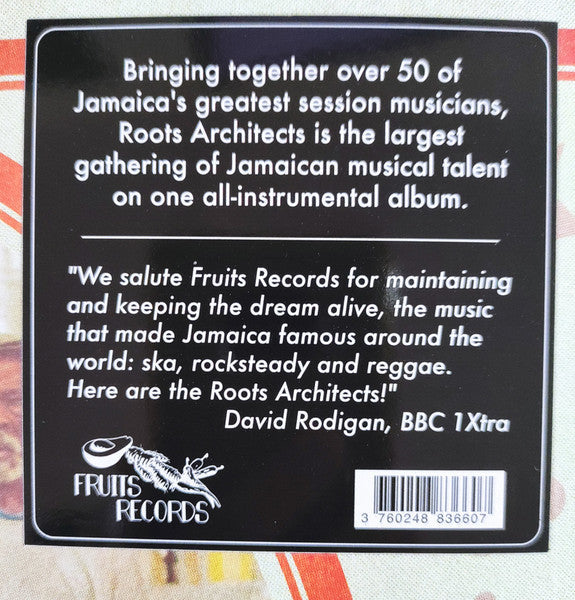 Bringing together over 50 of
Jamaica's greatest session musicians,
Roots Architects is the largest
gathering of Jamaican musical talent
on one all-instrumental album.
"We salute Fruits Records for maintaining
and keeping the dream alive, the music
that made Jamaica famous around the
world: ska, rocksteady and reggae.
Here are the Roots Architects!"
David Rodigan, BBC 1Xtra
FRUITS
RECORDS
3 760248 836607